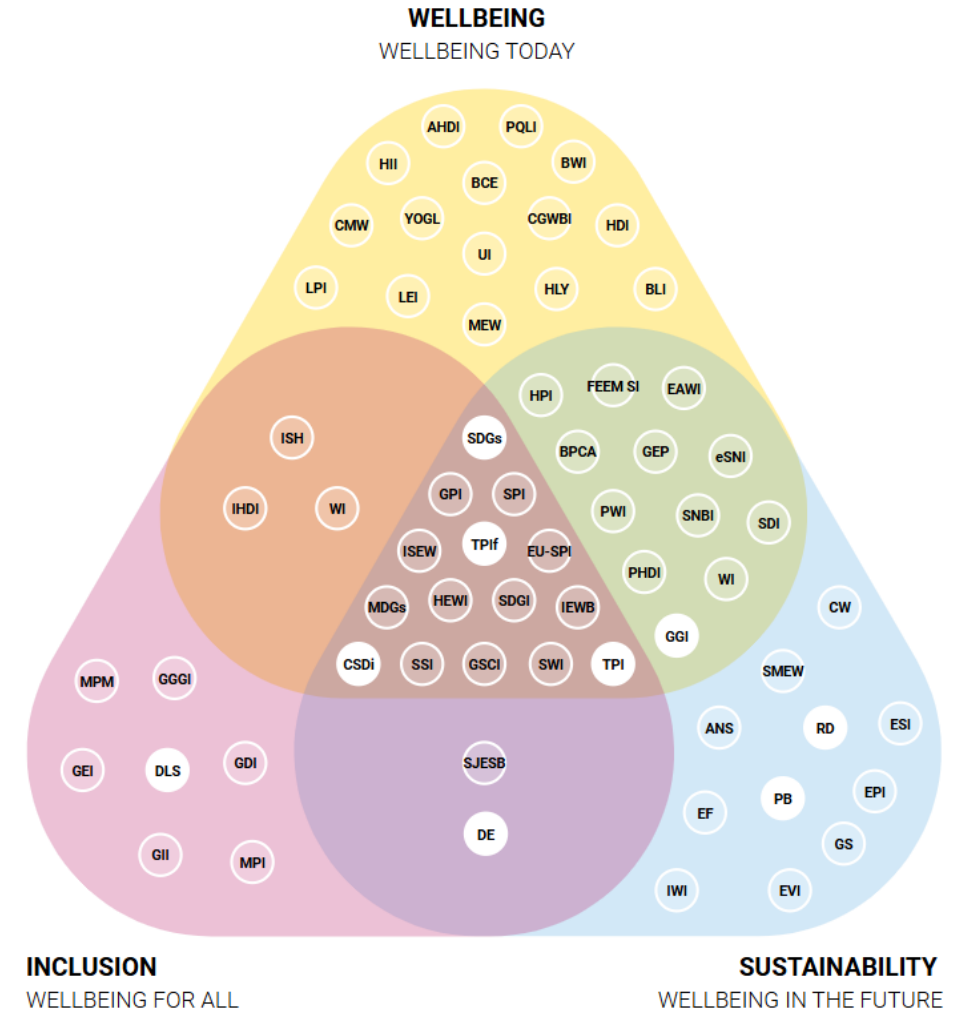 WELLBEING
WELLBEING TODAY
AHDI
PQLI
HII
BWI
BCE
CMW
YOGL
CGWBI
HDI
UI
LPI
LEI
HLY
BLI
MEW
HPI
FEEM SI
EAWI
ISH
SDGs
BPCA
GEP
eSNI
GPI
SPI
IHDI
WI
PWI
SNBI
SDI
ISEW
TPIf
EU-SPI
PHDI
WI
MDGs
HEWI
SDGI
IEWB
CW
GGI
CSDi
SSI
GSCI
SWI
TPI
SMEW
MPM
GGGI
ANS
RD
ESI
GEI
DLS
GDI
SJESB
EPI
PB
EF
DE
GS
GII
MPI
IWI
EVI
INCLUSION
WELLBEING FOR ALL
SUSTAINABILITY
WELLBEING IN THE FUTURE